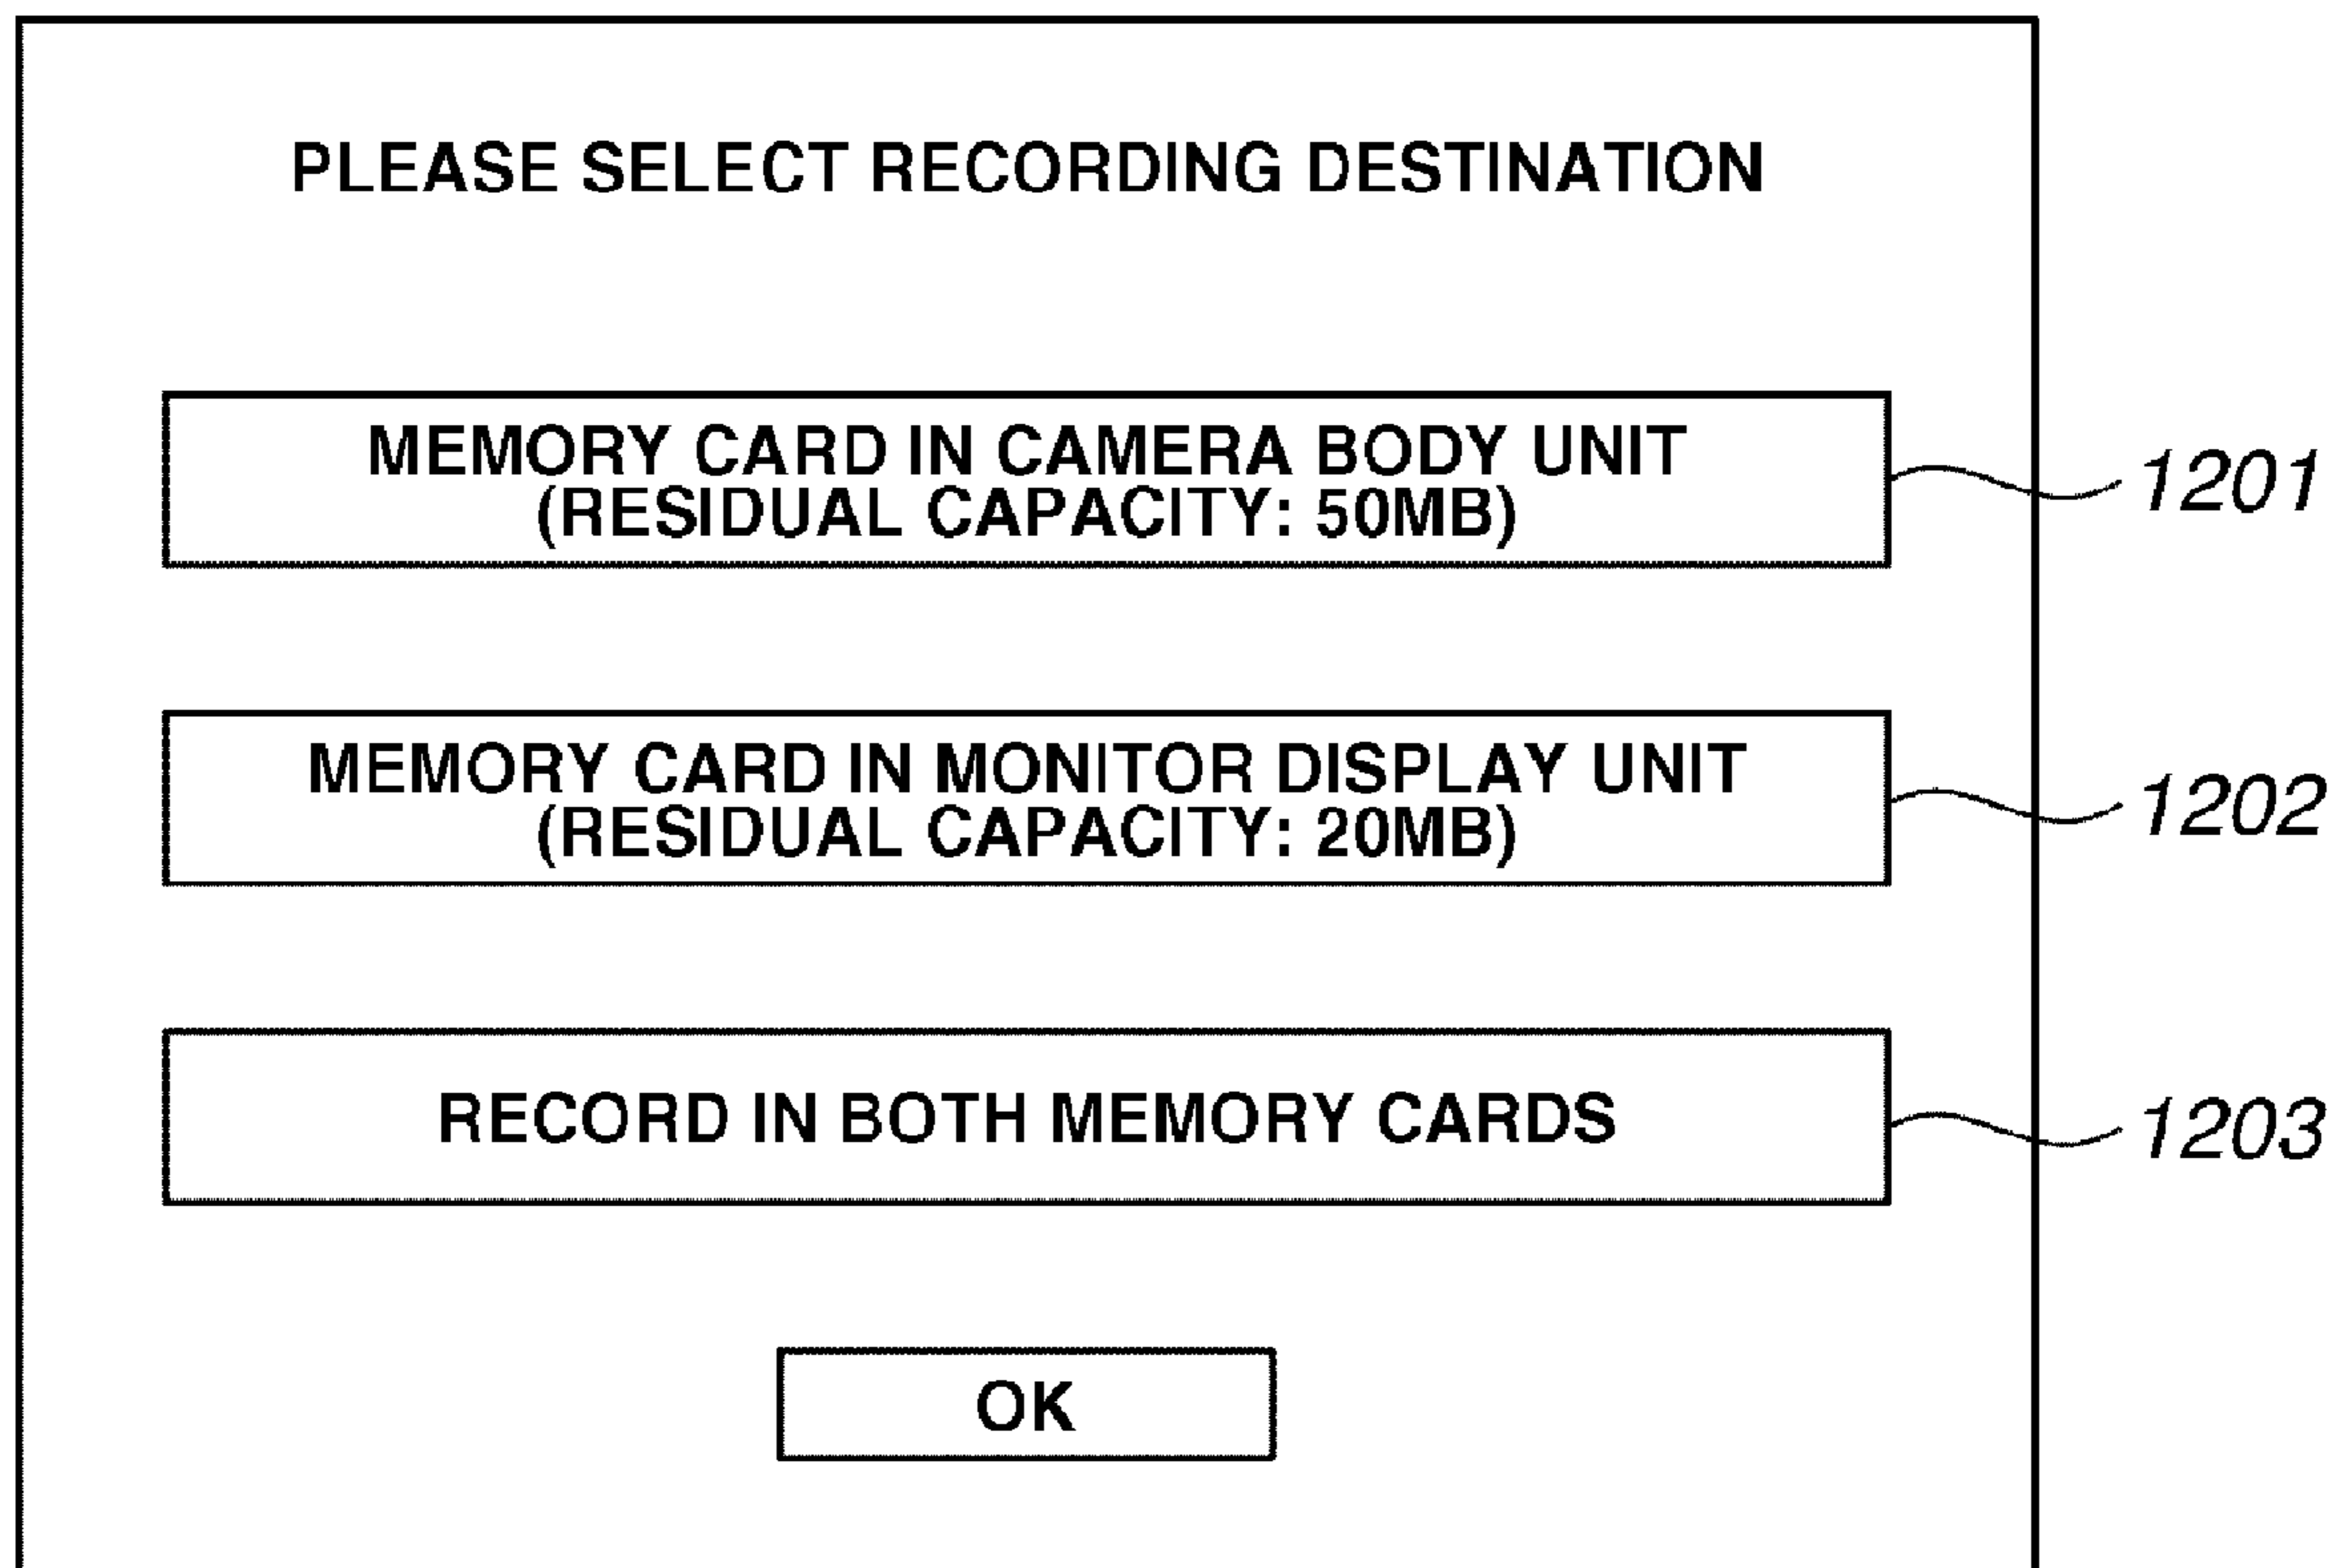 PLEASE SELECT RECORDING DESTINATION
MEMORY CARD IN CAMERA BODY UNIT
(RESIDUAL CAPACITY: 50MB)
1201
MEMORY CARD IN MONITOR DISPLAY UNIT
(RESIDUAL CAPACITY: 20MB)
1202
RECORD IN BOTH MEMORY CARDS
1203
OK